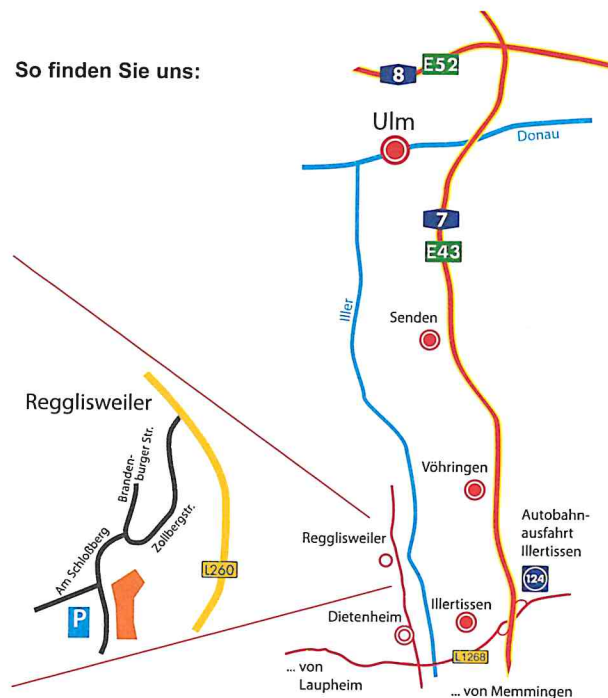 So finden Sie uns:
8
E52
Ulm
Donau
7
E43
Iller
Senden
Vöhringen
Autobahn-
ausfahrt
Illertissen
124
Regglisweiler
Dietenheim
Illertissen
L1268
... von
Laupheim
... von Memmingen
Regglisweiler
Branden-
burger Str.
Zollbergstr.
Am Schloßberg
L260
P